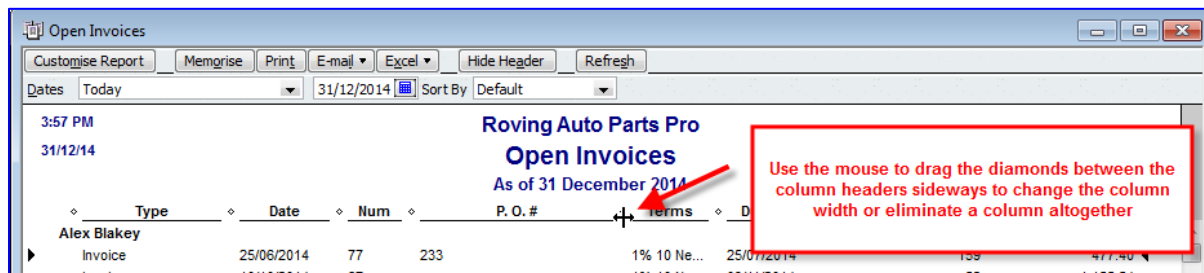 Open Invoices
Customise Report Memorise Print E-mail Excel Hide Header Refresh
Dates Today 31/12/2014 Sort By Default
3:57 PM
Roving Auto Parts Pro
31/12/14
Open Invoices
As of 31 December 2014
Use the mouse to drag the diamonds between the
column headers sideways to change the column
width or eliminate a column altogether
Type Date Num P. O. # Terms D
Alex Blakey
Invoice 25/06/2014 77 233 1% 10 Ne... 25/07/2014 159 477.40